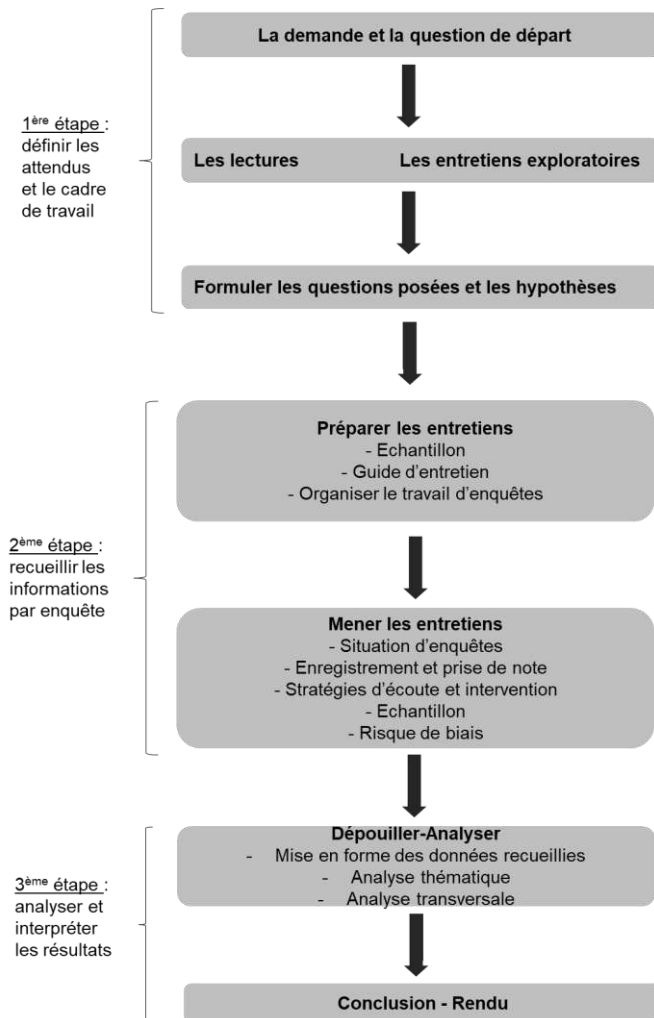 La demande et la question de départ
1ère étape :
définir les
attendus
et le cadre
de travail
Les lectures Les entretiens exploratoires
Formuler les questions posées et les hypothèses
Préparer les entretiens
- Echantillon
- Guide d'entretien
- Organiser le travail d'enquêtes
2ème étape :
recueillir les
informations
par enquête
Mener les entretiens
- Situation d'enquêtes
- Enregistrement et prise de note
- Stratégies d'écoute et intervention
- Echantillon
- Risque de biais
Dépouiller-Analyser
- Mise en forme des données recueillies
- Analyse thématique
- Analyse transversale
3ème étape :
analyser et
interpréter
les résultats
Conclusion - Rendu